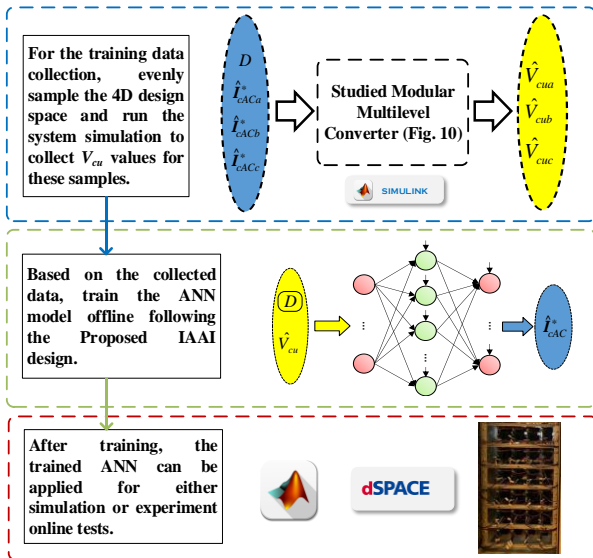 For the training data
collection, evenly
sample the 4D design
space and run the
system simulation to
collect V_cu values for
these samples.
D
Î*_cACa
Î*_cACb
Î*_cACc
Studied Modular
Multilevel
Converter (Fig. 10)
SIMULINK
V̂_cua
V̂_cub
V̂_cuc
Based on the collected
data, train the ANN
model offline following
the Proposed IAAI
design.
D
V̂_cu
⋮
⋮
⋮
Î*_cAC
After training, the
trained ANN can be
applied for either
simulation or experiment
online tests.
dSPACE